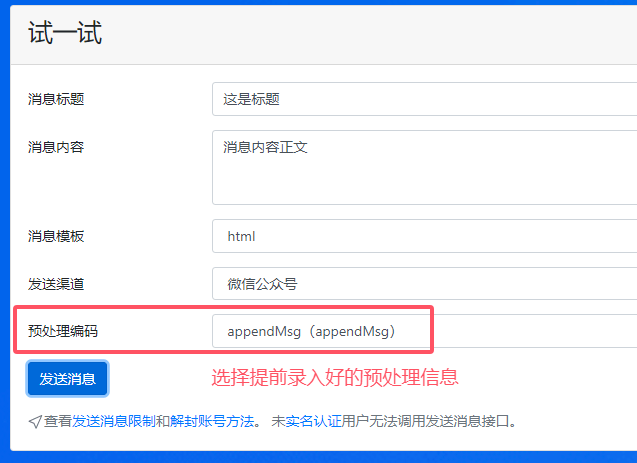 试一试
消息标题
这是标题
消息内容
消息内容正文
消息模板
html
发送渠道
微信公众号
预处理编码
appendMsg（appendMsg）
发送消息
选择提前录入好的预处理信息
查看发送消息限制和解封账号方法。 未实名认证用户无法调用发送消息接口。